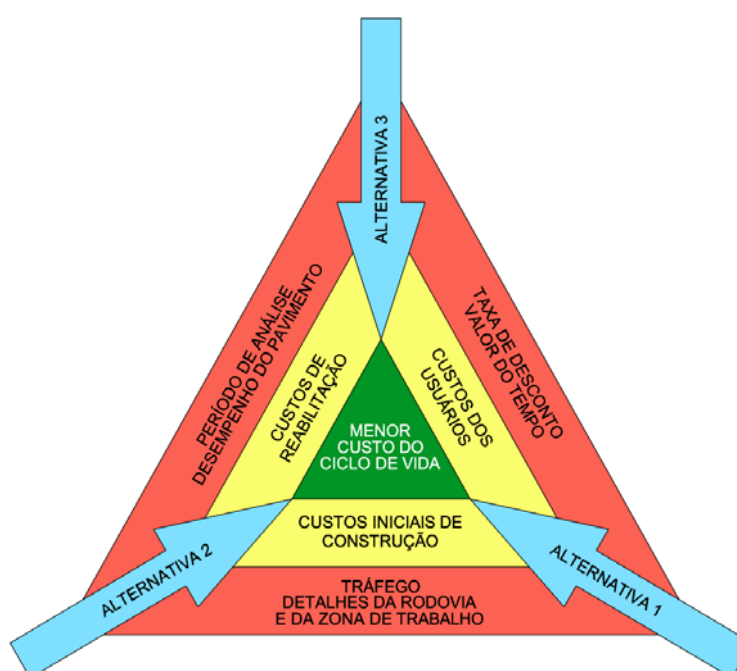 ALTERNATIVA 3
PERÍODO DE ANÁLISE
DESEMPENHO DO PAVIMENTO
TAXA DE DESCONTO
VALOR DO TEMPO
CUSTOS DE
REABILITAÇÃO
CUSTOS DOS
USUÁRIOS
MENOR
CUSTO DO
CICLO DE VIDA
CUSTOS INICIAIS DE
CONSTRUÇÃO
ALTERNATIVA 2
ALTERNATIVA 1
TRÁFEGO
DETALHES DA RODOVIA
E DA ZONA DE TRABALHO